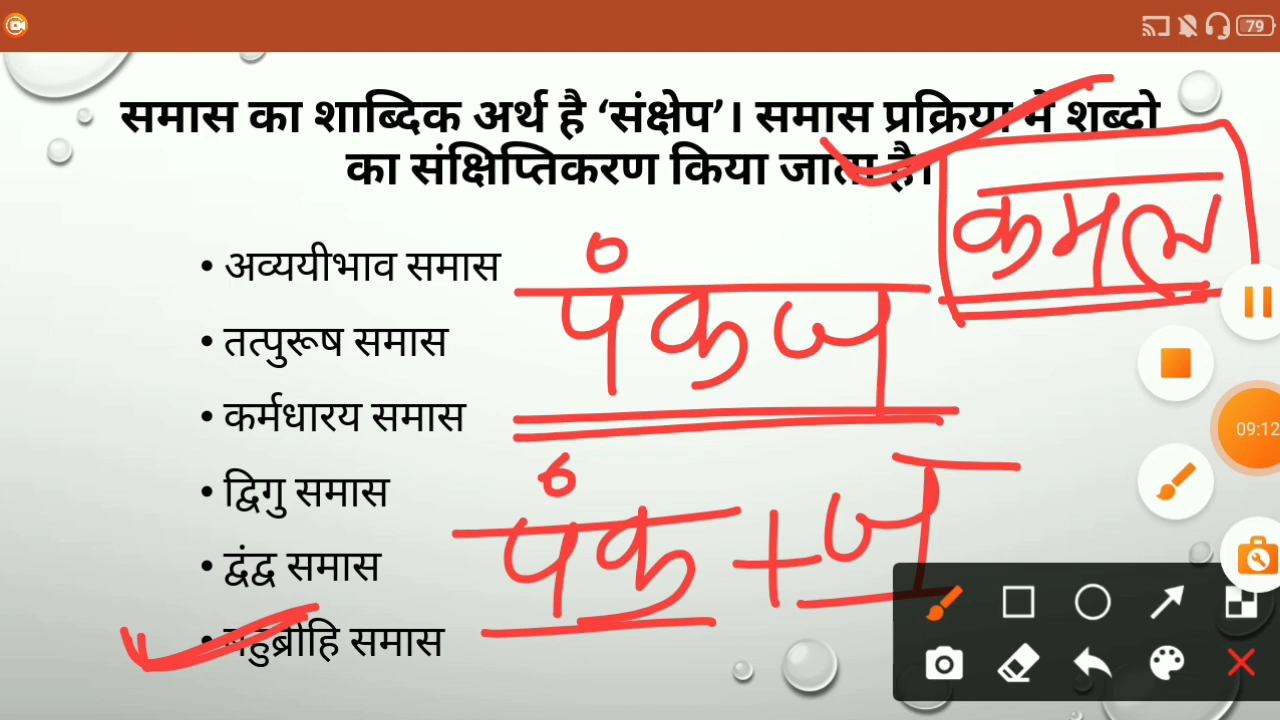 79
समास का शाब्दिक अर्थ है ‘संक्षेप’। समास प्रक्रिया में शब्दो
का संक्षिप्तिकरण किया जाता है।
कमल
• अव्ययीभाव समास
पंकज
• तत्पुरूष समास
• कर्मधारय समास
09:12
• द्विगु समास
पंक + ज
• द्वंद्व समास
• बहुब्रीहि समास